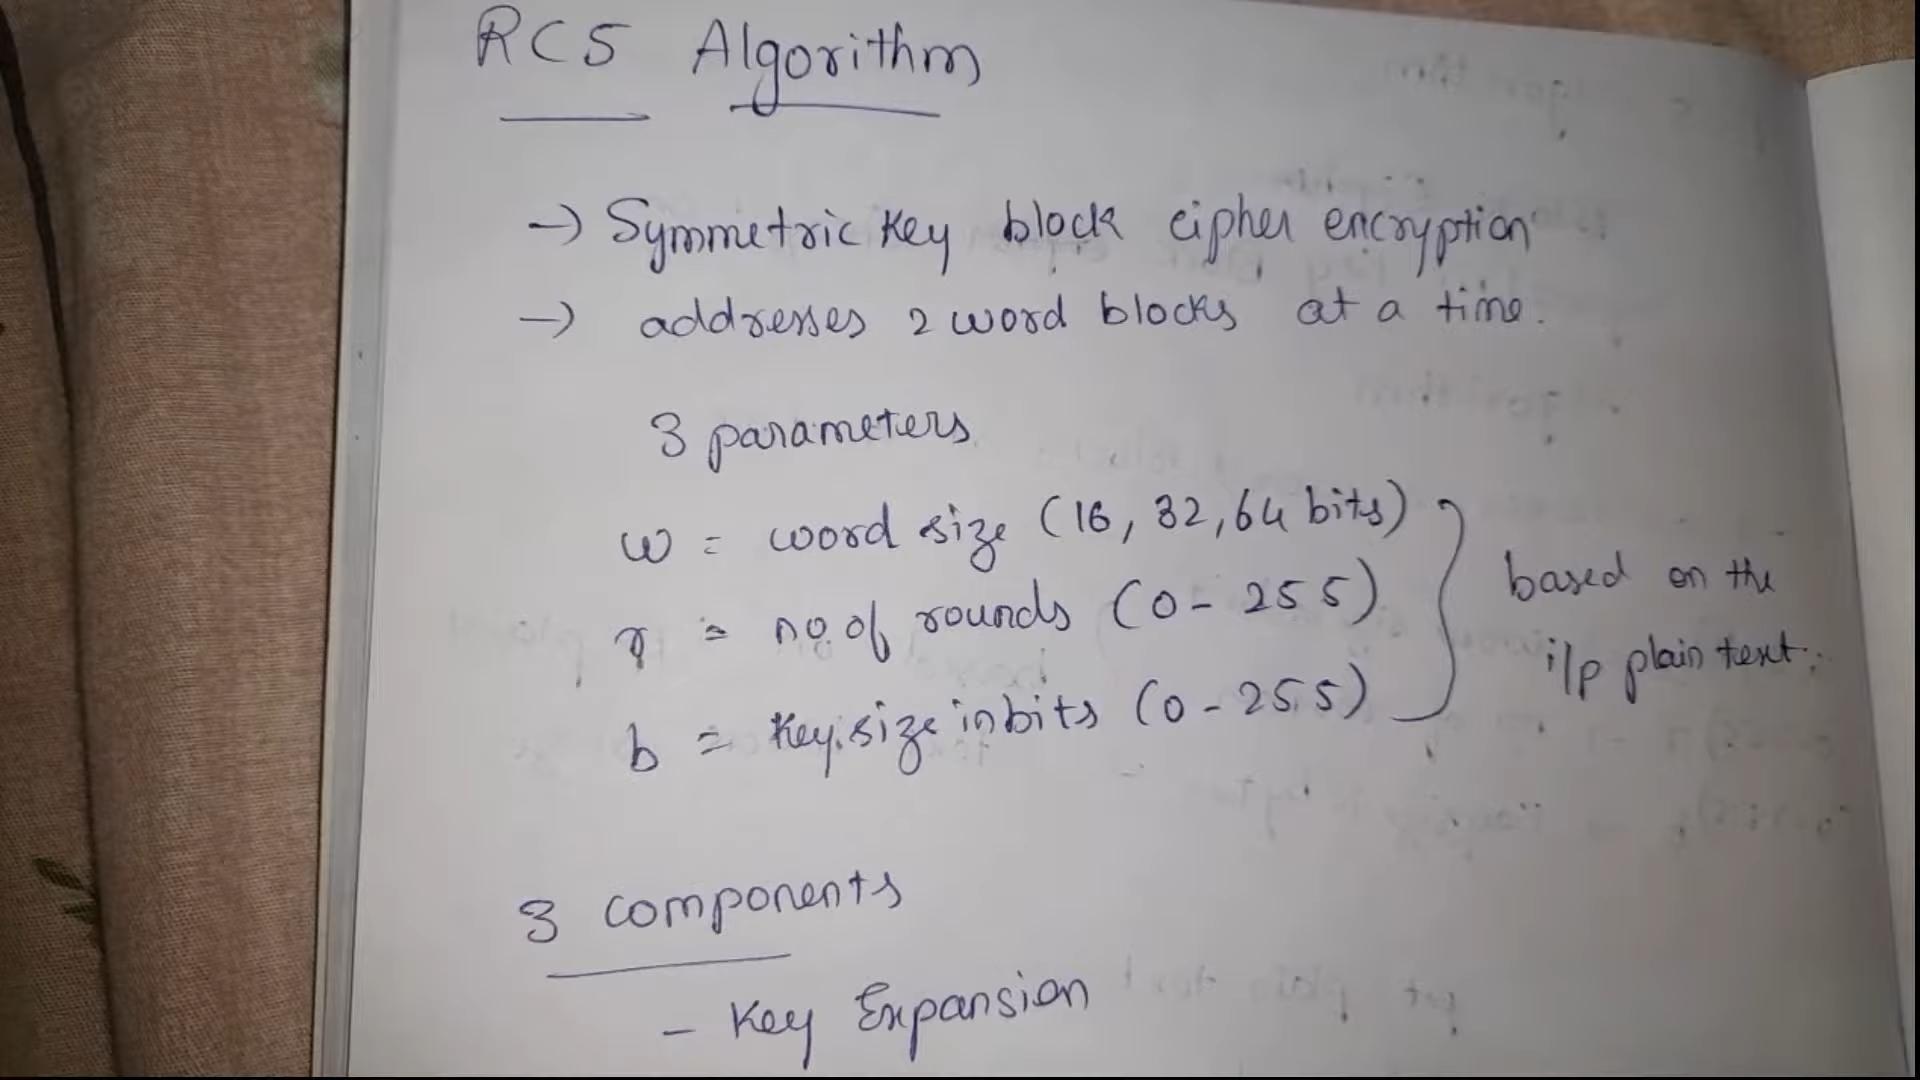 RC5 Algorithm
→ Symmetric Key block cipher encryption
→ addresses 2 word blocks at a time.
3 parameters
w = word size (16, 32, 64 bits)
r = no. of rounds (0 - 255)
b = Key size in bits (0 - 255)
based on the
i/p plain text.
3 components
- Key Expansion